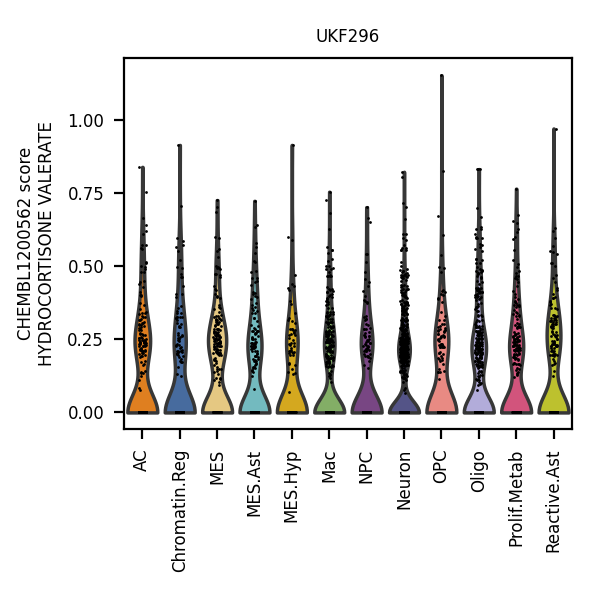 UKF296
CHEMBL1200562 score
HYDROCORTISONE VALERATE
1.00
0.75
0.50
0.25
0.00
AC
Chromatin.Reg
MES
MES.Ast
MES.Hyp
Mac
NPC
Neuron
OPC
Oligo
Prolif.Metab
Reactive.Ast